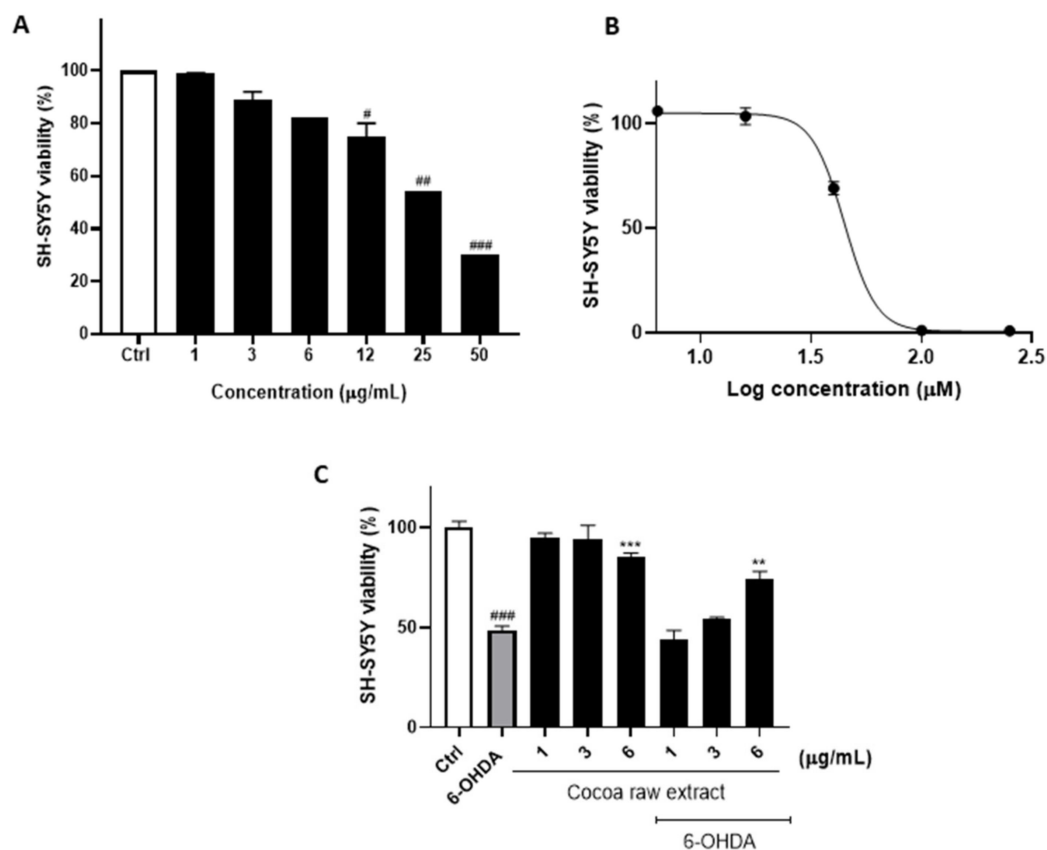 A
SH-SY5Y viability (%)
100
80
60
40
20
0
#
##
###
Ctrl 1 3 6 12 25 50
Concentration (μg/mL)
B
SH-SY5Y viability (%)
100
50
0
1.0 1.5 2.0 2.5
Log concentration (μM)
C
SH-SY5Y viability (%)
100
50
0
###
***
**
Ctrl 6-OHDA 1 3 6 1 3 6 (μg/mL)
Cocoa raw extract
6-OHDA